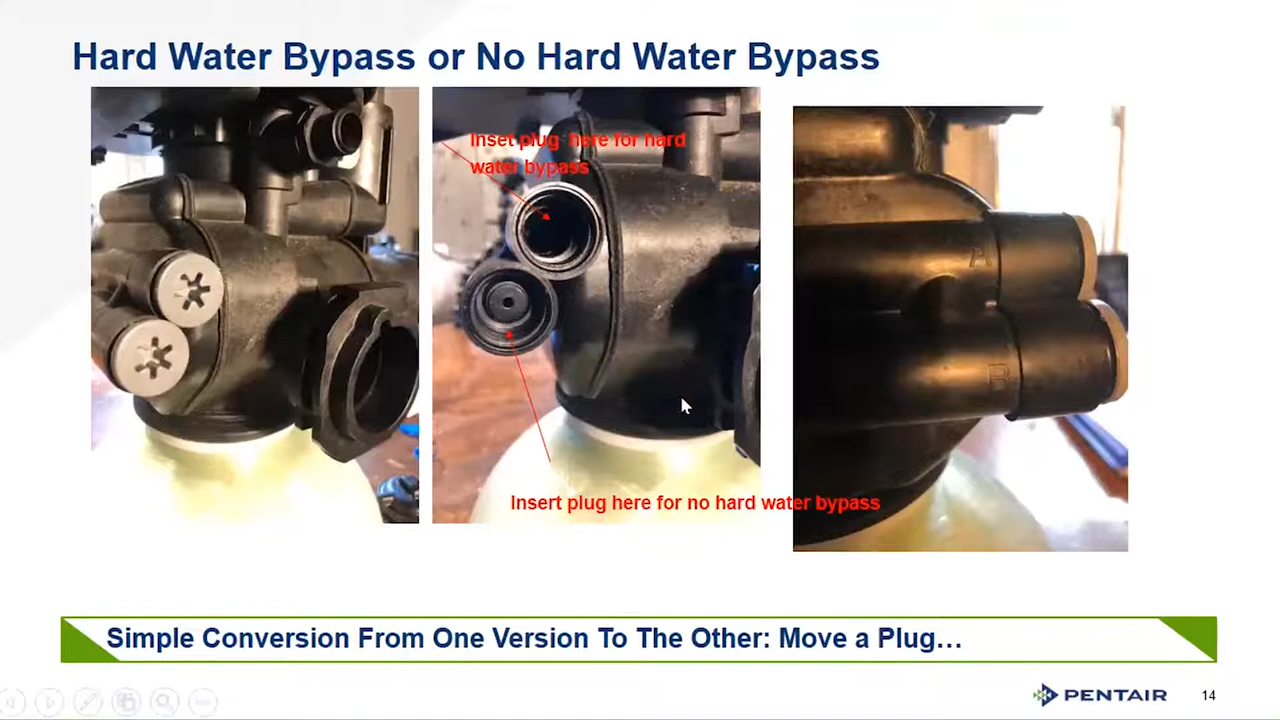 Hard Water Bypass or No Hard Water Bypass
Inset plug here for hard
water bypass
A
B
Insert plug here for no hard water bypass
Simple Conversion From One Version To The Other: Move a Plug...
PENTAIR
14